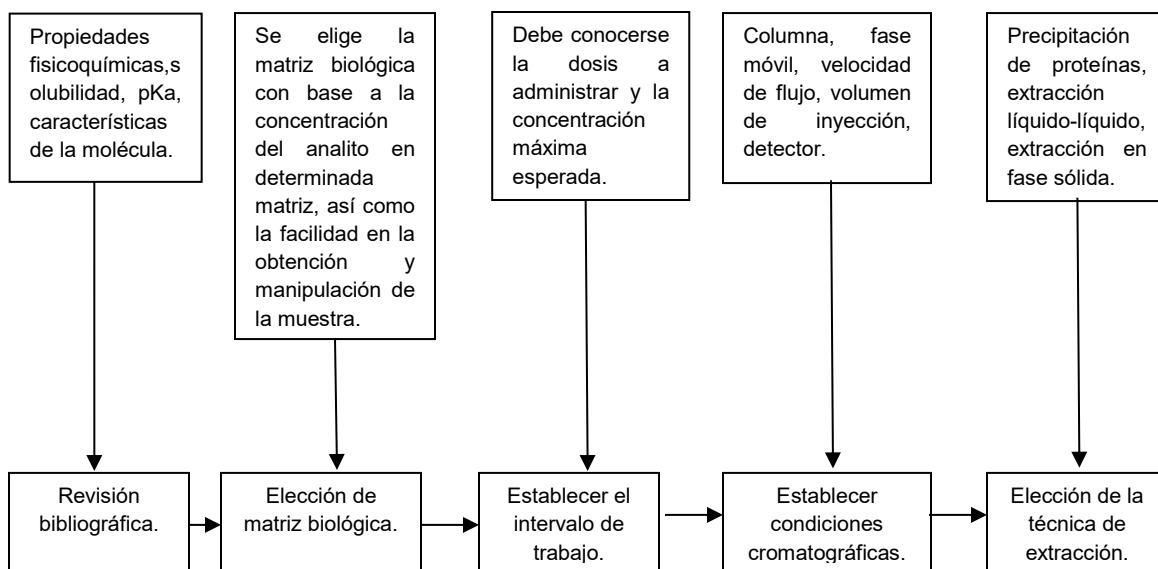 Propiedades
fisicoquímicas,s
olubilidad, pKa,
características
de la molécula.
Se elige la
matriz biológica
con base a la
concentración
del analito en
determinada
matriz, así como
la facilidad en la
obtención y
manipulación de
la muestra.
Debe conocerse
la dosis a
administrar y la
concentración
máxima
esperada.
Columna, fase
móvil, velocidad
de flujo, volumen
de inyección,
detector.
Precipitación
de proteínas,
extracción
líquido-líquido,
extracción en
fase sólida.
Revisión
bibliográfica.
Elección de
matriz biológica.
Establecer el
intervalo de
trabajo.
Establecer
condiciones
cromatográficas.
Elección de la
técnica de
extracción.